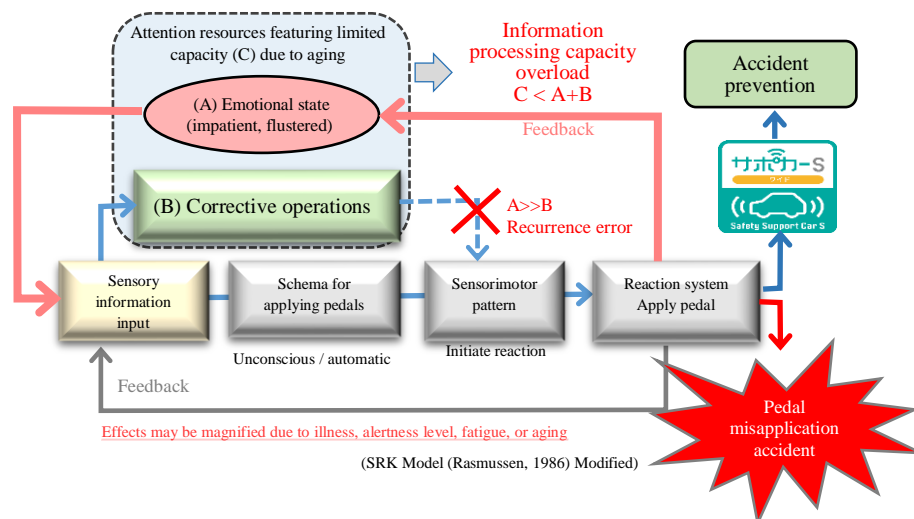 Attention resources featuring limited
capacity (C) due to aging
(A) Emotional state
(impatient, flustered)
(B) Corrective operations
Information
processing capacity
overload
C < A+B
Feedback
Accident
prevention
サポカーS
ワイド
Safety Support Car S
A>>B
Recurrence error
Sensory
information
input
Schema for
applying pedals
Sensorimotor
pattern
Reaction system
Apply pedal
Unconscious / automatic
Initiate reaction
Feedback
Pedal
misapplication
accident
Effects may be magnified due to illness, alertness level, fatigue, or aging
(SRK Model (Rasmussen, 1986) Modified)